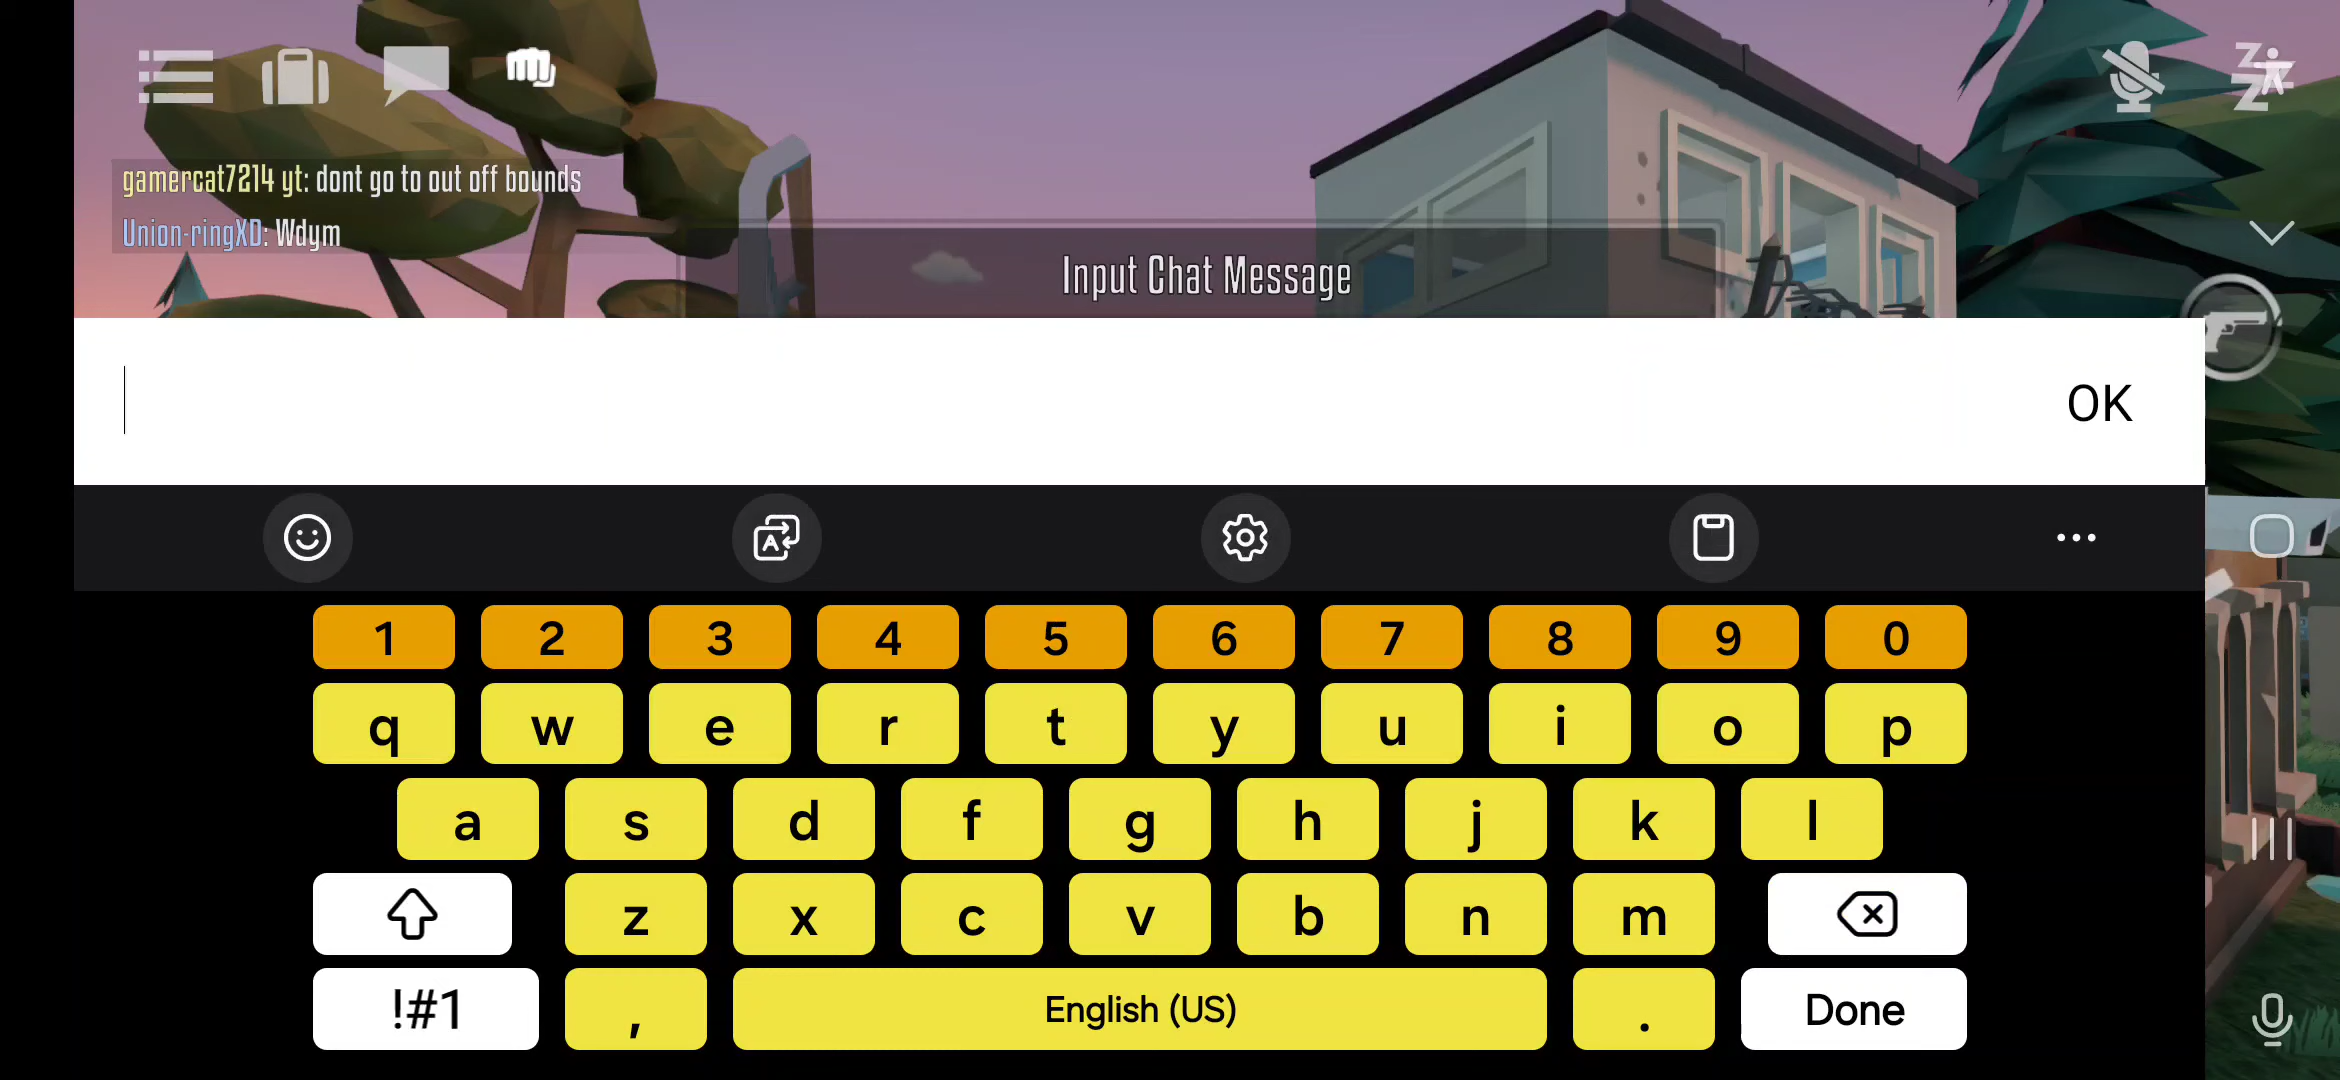 gamercat7214 yt: dont go to out off bounds
Union-ringXD: Wdym
Input Chat Message
OK
1 2 3 4 5 6 7 8 9 0
q w e r t y u i o p
a s d f g h j k l
z x c v b n m
!#1 , English (US) . Done